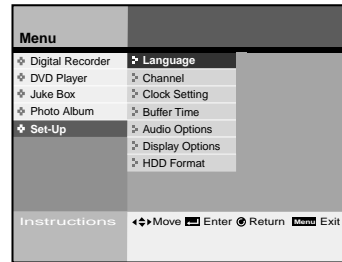 Menu
Digital Recorder
DVD Player
Juke Box
Photo Album
Set-Up
Language
Channel
Clock Setting
Buffer Time
Audio Options
Display Options
HDD Format
Instructions
Move Enter Return Menu Exit